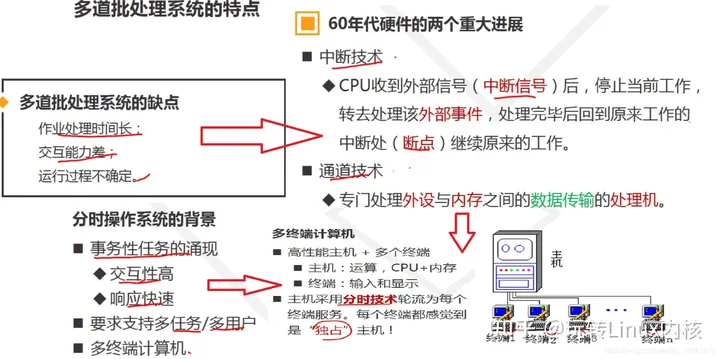 多道批处理系统的特点
多道批处理系统的缺点
作业处理时间长；
交互能力差；
运行过程不确定。
60年代硬件的两个重大进展
中断技术
CPU收到外部信号（中断信号）后，停止当前工作，
转去处理该外部事件，处理完毕后回到原来工作的
中断处（断点）继续原来的工作。
通道技术
专门处理外设与内存之间的数据传输的处理机。
分时操作系统的背景
事务性任务的涌现
交互性高
响应快速
要求支持多任务/多用户
多终端计算机
多终端计算机
高性能主机 + 多个终端
主机：运算，CPU+内存
终端：输入和显示
主机采用分时技术轮流为每个
终端服务。每个终端都感觉到
是“独占”主机！
主机
终端1 终端2 终端3 终端n
知乎 @玩转Linux内核